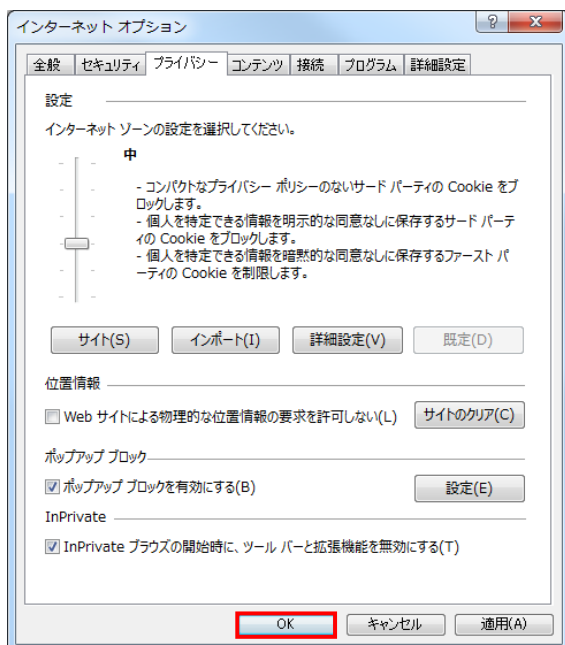 インターネット オプション
全般 セキュリティ プライバシー コンテンツ 接続 プログラム 詳細設定
設定
インターネット ゾーンの設定を選択してください。
中
- コンパクトなプライバシー ポリシーのないサード パーティの Cookie をブ
ロックします。
- 個人を特定できる情報を明示的な同意なしに保存するサード パーテ
ィの Cookie をブロックします。
- 個人を特定できる情報を暗黙的な同意なしに保存するファースト パ
ーティの Cookie を制限します。
サイト(S) インポート(I) 詳細設定(V) 既定(D)
位置情報
Web サイトによる物理的な位置情報の要求を許可しない(L) サイトのクリア(C)
ポップアップ ブロック
ポップアップ ブロックを有効にする(B) 設定(E)
InPrivate
InPrivate ブラウズの開始時に、ツール バーと拡張機能を無効にする(T)
OK キャンセル 適用(A)